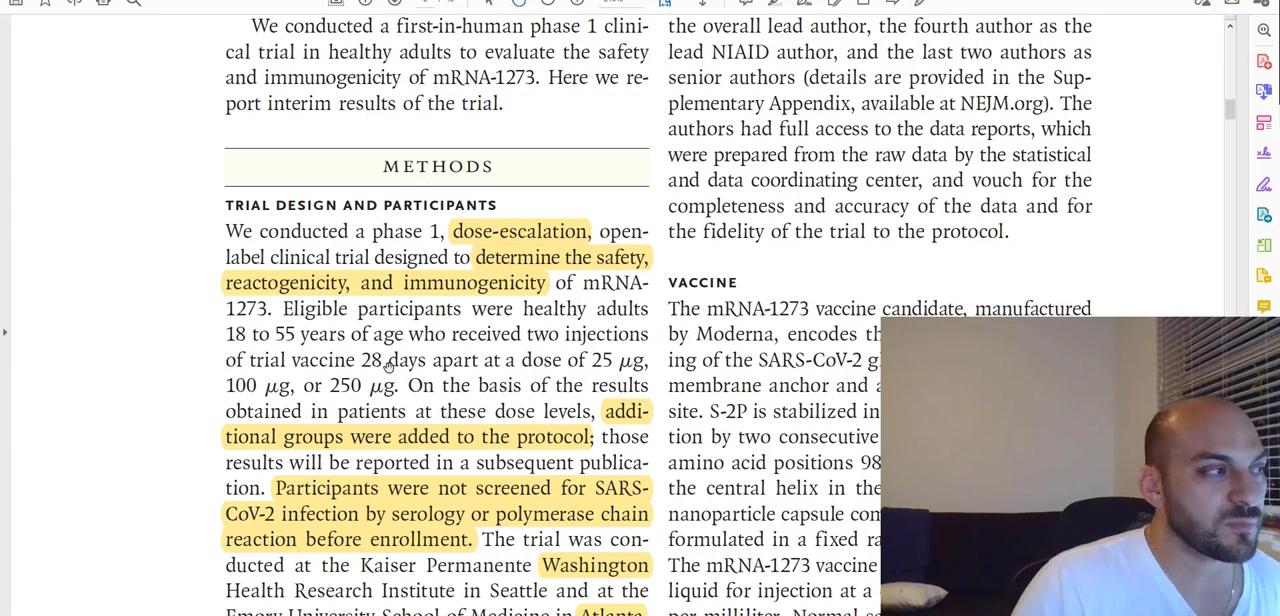 We conducted a first-in-human phase 1 clini-
cal trial in healthy adults to evaluate the safety
and immunogenicity of mRNA-1273. Here we re-
port interim results of the trial.
METHODS
TRIAL DESIGN AND PARTICIPANTS
We conducted a phase 1, dose-escalation, open-
label clinical trial designed to determine the safety,
reactogenicity, and immunogenicity of mRNA-
1273. Eligible participants were healthy adults
18 to 55 years of age who received two injections
of trial vaccine 28 days apart at a dose of 25 μg,
100 μg, or 250 μg. On the basis of the results
obtained in patients at these dose levels, addi-
tional groups were added to the protocol; those
results will be reported in a subsequent publica-
tion. Participants were not screened for SARS-
CoV-2 infection by serology or polymerase chain
reaction before enrollment. The trial was con-
ducted at the Kaiser Permanente Washington
Health Research Institute in Seattle and at the
Emory University School of Medicine in Atlanta.
the overall lead author, the fourth author as the
lead NIAID author, and the last two authors as
senior authors (details are provided in the Sup-
plementary Appendix, available at NEJM.org). The
authors had full access to the data reports, which
were prepared from the raw data by the statistical
and data coordinating center, and vouch for the
completeness and accuracy of the data and for
the fidelity of the trial to the protocol.
VACCINE
The mRNA-1273 vaccine candidate, manufactured
by Moderna, encodes
ing of the SARS-CoV-2
membrane anchor and
site. S-2P is stabilized in
tion by two consecutive
amino acid positions
the central helix in the
nanoparticle capsule
formulated in a fixed
The mRNA-1273 vaccine
liquid for injection at a
per milliliter. Normal